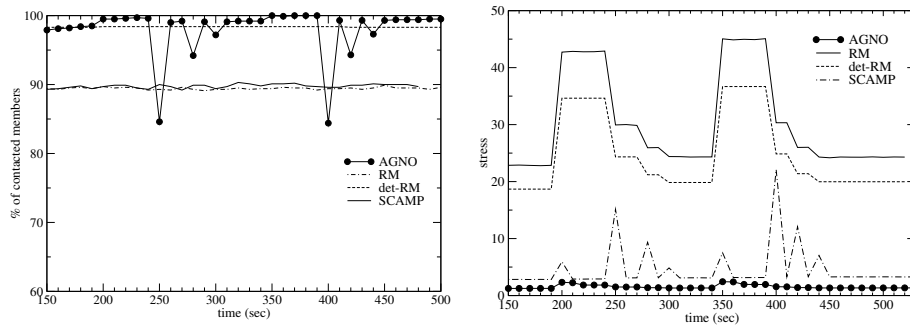 100
90
80
70
60
% of contacted members
AGNO
RM
det-RM
SCAMP
150 200 250 300 350 400 450 500
time (sec)
50
40
30
20
10
0
stress
AGNO
RM
det-RM
SCAMP
150 200 250 300 350 400 450 500
time (sec)